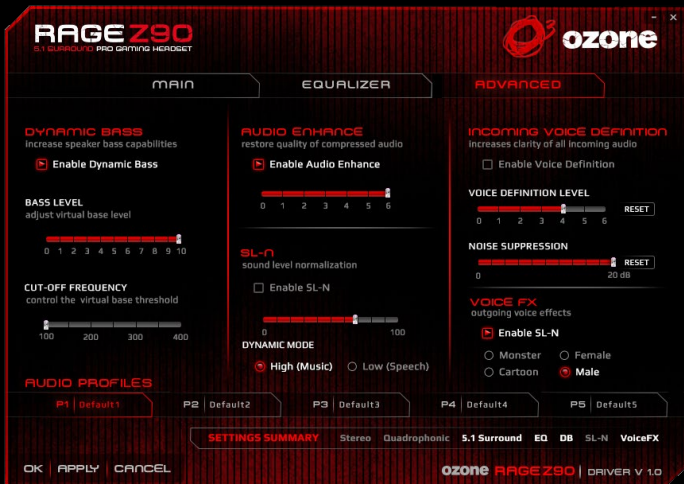 RAGE Z90
5.1 SURROUND PRO GAMING HEADSET
ozone
MAIN
EQUALIZER
ADVANCED
DYNAMIC BASS
increase speaker bass capabilities
Enable Dynamic Bass
BASS LEVEL
adjust virtual base level
0 1 2 3 4 5 6 7 8 9 10
CUT-OFF FREQUENCY
control the virtual base threshold
100 200 300 400
AUDIO ENHANCE
restore quality of compressed audio
Enable Audio Enhance
0 1 2 3 4 5 6
SL-n
sound level normalization
Enable SL-N
0 100
DYNAMIC MODE
High (Music) Low (Speech)
INCOMING VOICE DEFINITION
Increases clarity of all incoming audio
Enable Voice Definition
VOICE DEFINITION LEVEL
RESET
0 1 2 3 4 5 6
NOISE SUPPRESSION
RESET
0 20 dB
VOICE FX
outgoing voice effects
Enable SL-N
Monster Female
Cartoon Male
AUDIO PROFILES
P1 | Default1
P2 | Default2
P3 | Default3
P4 | Default4
P5 | Default5
SETTINGS SUMMARY Stereo Quadrophonic 5.1 Surround EQ DB SL-N VoiceFX
OK | APPLY | CANCEL
ozone RAGE Z90 | DRIVER V 1.0